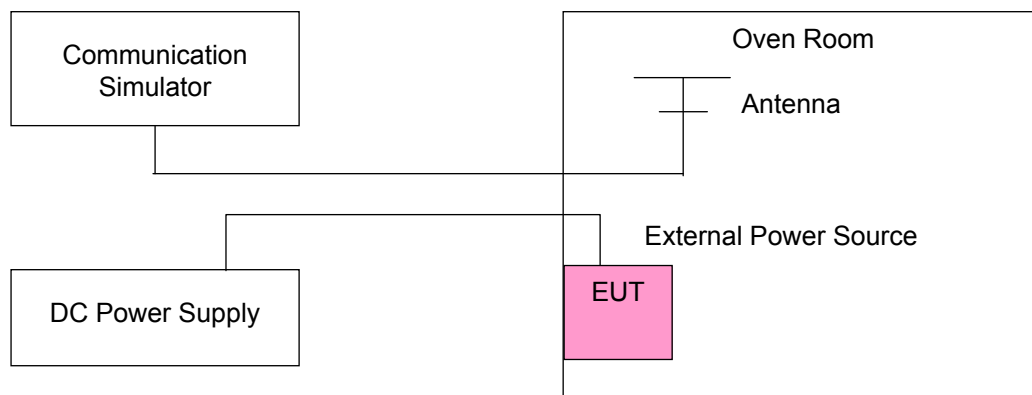 Communication
Simulator
Oven Room
Antenna
External Power Source
DC Power Supply
EUT